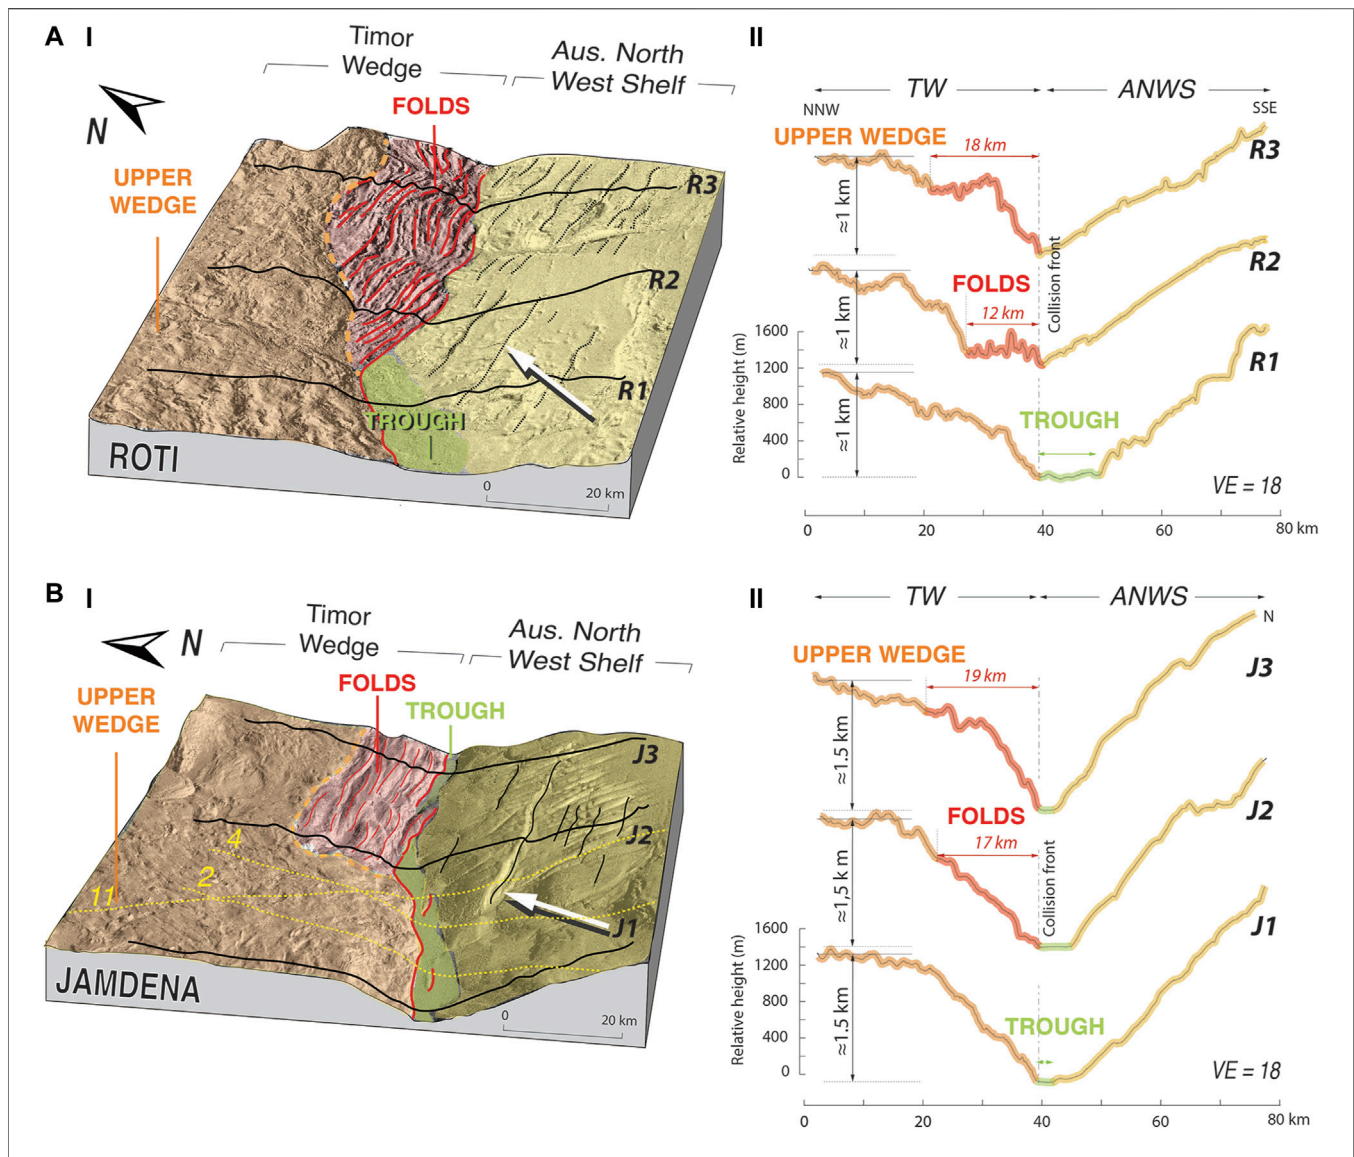 A I
Timor
Wedge
Aus. North
West Shelf
N
FOLDS
UPPER
WEDGE
R3
R2
R1
TROUGH
ROTI
0
20 km
II
TW
ANWS
NNW
SSE
UPPER WEDGE
18 km
R3
≈1 km
R2
FOLDS
12 km
Collision front
≈1 km
R1
TROUGH
≈1 km
Relative height (m)
1600
1200
800
400
0
VE = 18
0
20
40
60
80 km
B I
N
Timor
Wedge
Aus. North
West Shelf
FOLDS
TROUGH
UPPER
WEDGE
J3
J2
J1
4
2
11
JAMDENA
0
20 km
II
TW
ANWS
N
UPPER WEDGE
19 km
J3
≈1.5 km
J2
FOLDS
17 km
Collision front
≈1,5 k m
J1
TROUGH
≈1.5 km
Relative height (m)
1600
1200
800
400
0
VE = 18
0
20
40
60
80 km